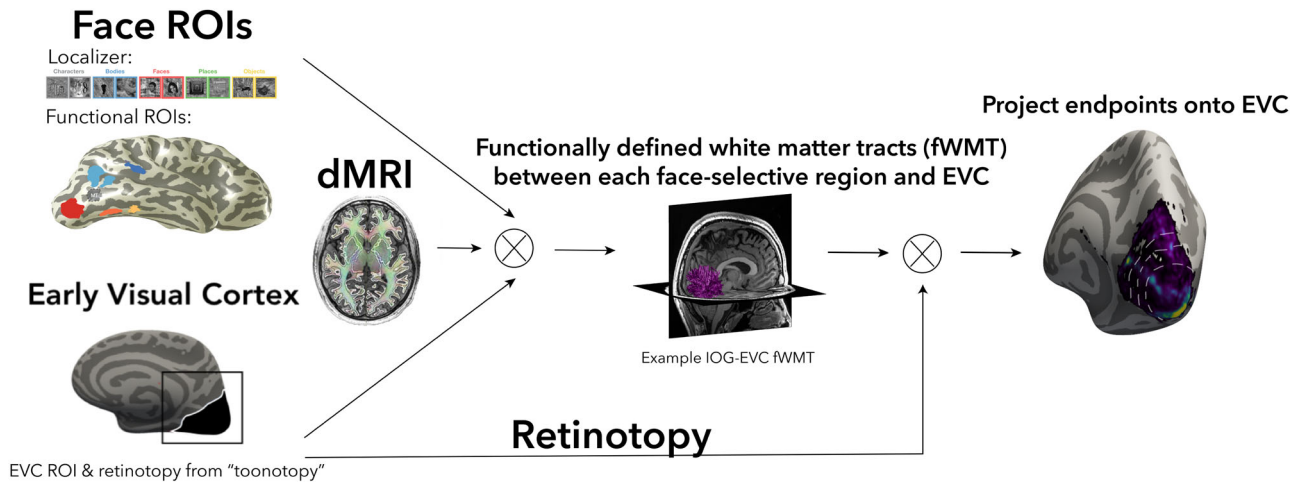 Face ROIs
Localizer:
Characters Bodies Faces Places Objects
Functional ROIs:
dMRI
Early Visual Cortex
EVC ROI & retinotopy from “toonotopy”
Functionally defined white matter tracts (fWMT)
between each face-selective region and EVC
Example IOG-EVC fWMT
Retinotopy
Project endpoints onto EVC